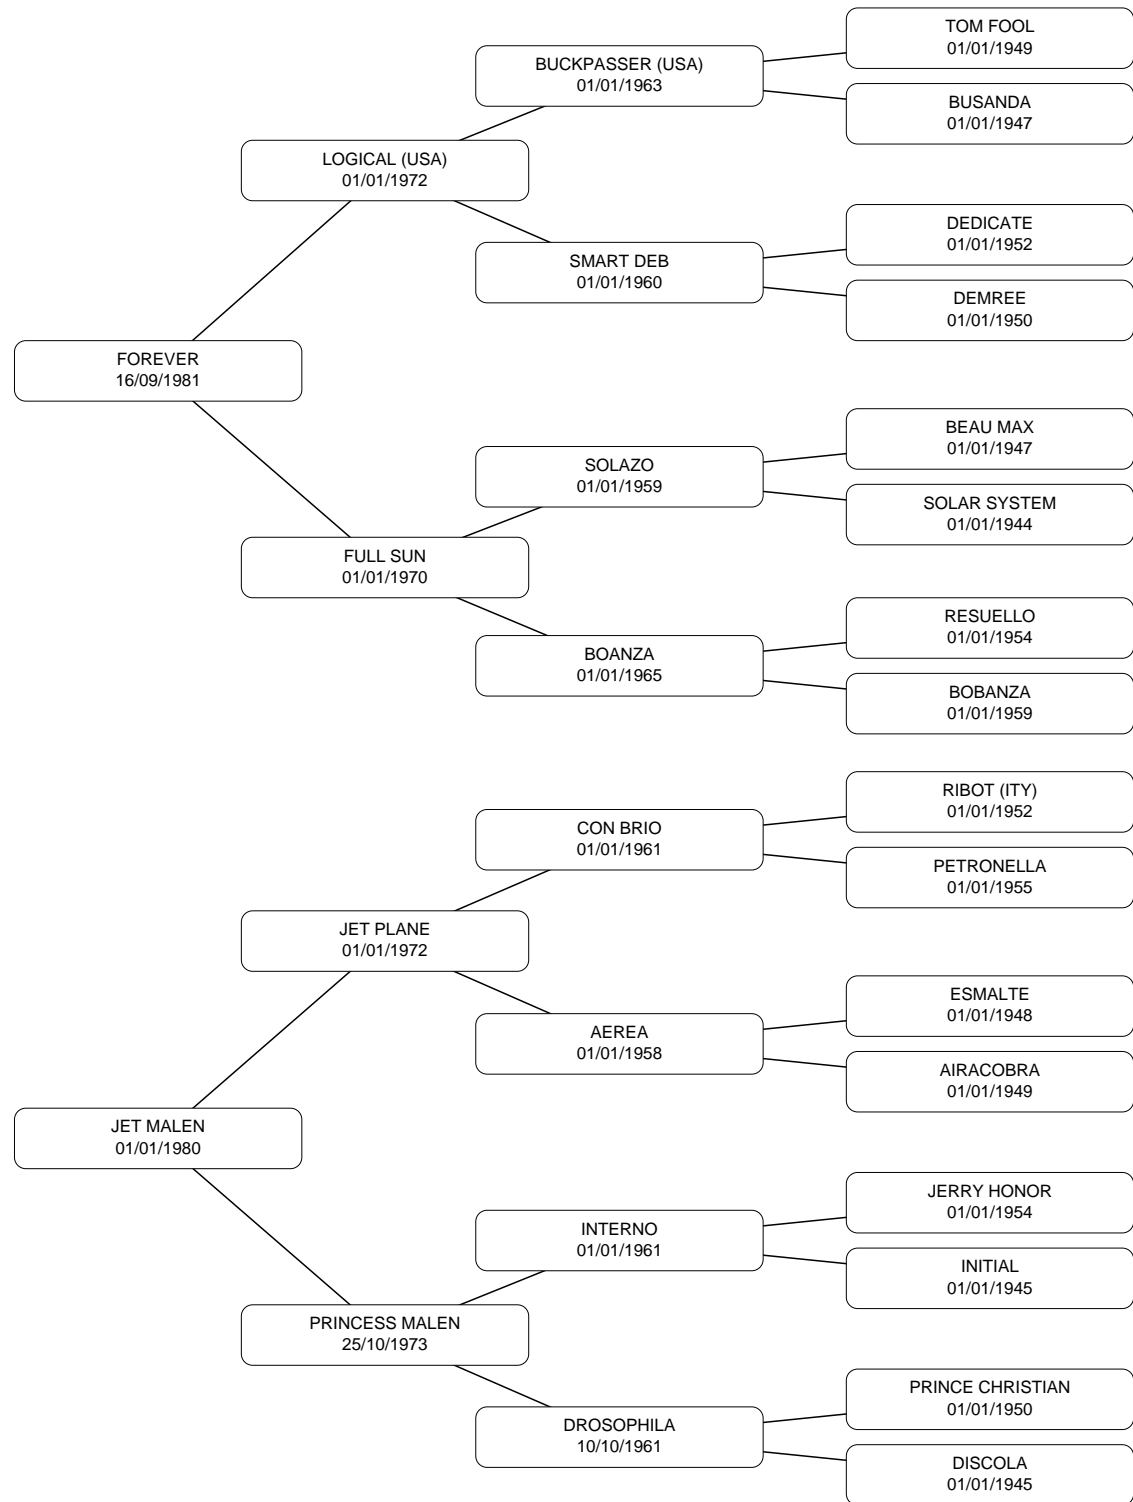 TOM FOOL
01/01/1949
BUCKPASSER (USA)
01/01/1963
BUSANDA
01/01/1947
LOGICAL (USA)
01/01/1972
DEDICATE
01/01/1952
SMART DEB
01/01/1960
DEMREE
01/01/1950
FOREVER
16/09/1981
BEAU MAX
01/01/1947
SOLAZO
01/01/1959
SOLAR SYSTEM
01/01/1944
FULL SUN
01/01/1970
RESUELLO
01/01/1954
BOANZA
01/01/1965
BOBANZA
01/01/1959
RIBOT (ITY)
01/01/1952
CON BRIO
01/01/1961
PETRONELLA
01/01/1955
JET PLANE
01/01/1972
ESMALTE
01/01/1948
AEREA
01/01/1958
AIRACOBRA
01/01/1949
JET MALEN
01/01/1980
JERRY HONOR
01/01/1954
INTERNO
01/01/1961
INITIAL
01/01/1945
PRINCESS MALEN
25/10/1973
PRINCE CHRISTIAN
01/01/1950
DROSOPHILA
10/10/1961
DISCOLA
01/01/1945